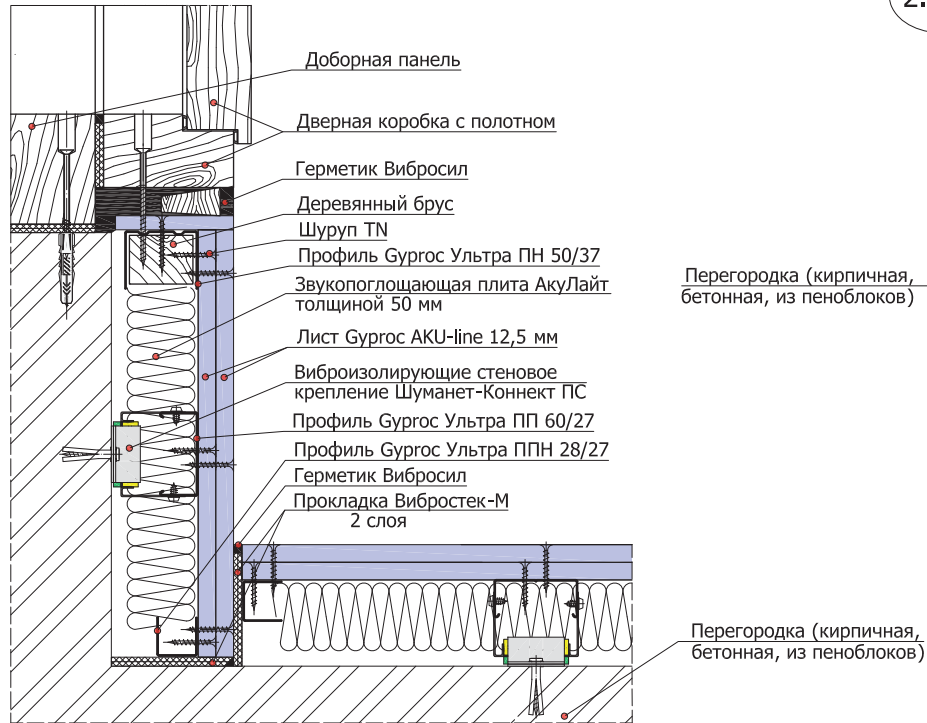 2.
Доборная панель
Дверная коробка с полотном
Герметик Вибросил
Деревянный брус
Шуруп TN
Профиль Gyproc Ультра ПН 50/37
Звукопоглощающая плита АкуЛайт
толщиной 50 мм
Лист Gyproc AKU-line 12,5 мм
Виброизолирующие стеновое
крепление Шуманет-Коннект ПС
Профиль Gyproc Ультра ПП 60/27
Профиль Gyproc Ультра ППН 28/27
Герметик Вибросил
Прокладка Вибростек-М
2 слоя
Перегородка (кирпичная,
бетонная, из пеноблоков)
Перегородка (кирпичная,
бетонная, из пеноблоков)